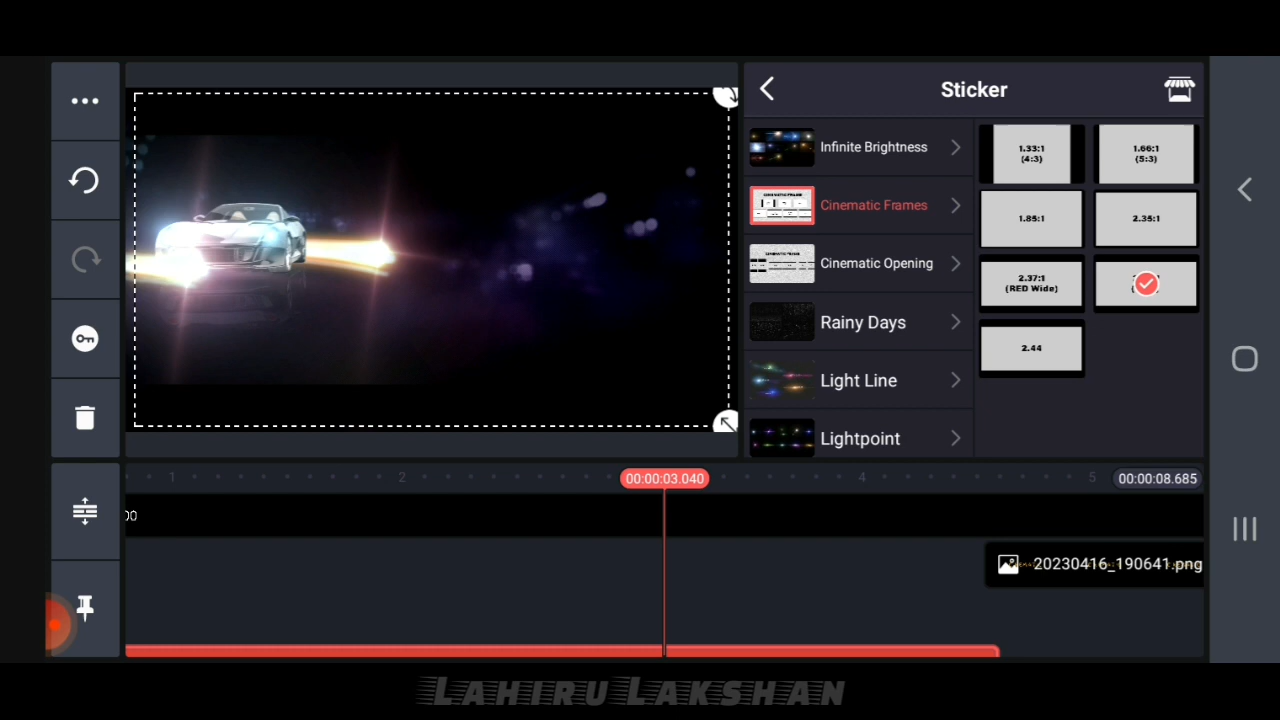 Sticker
Infinite Brightness
Cinematic Frames
Cinematic Opening
Rainy Days
Light Line
Lightpoint
1.33:1
(4:3)
1.66:1
(5:3)
1.85:1
2.35:1
2.37:1
(RED Wide)
2.44
1
2
00:00:03.040
4
5
00:00:08.685
00
20230416_190641.png
LAHIRU LAKSHAN